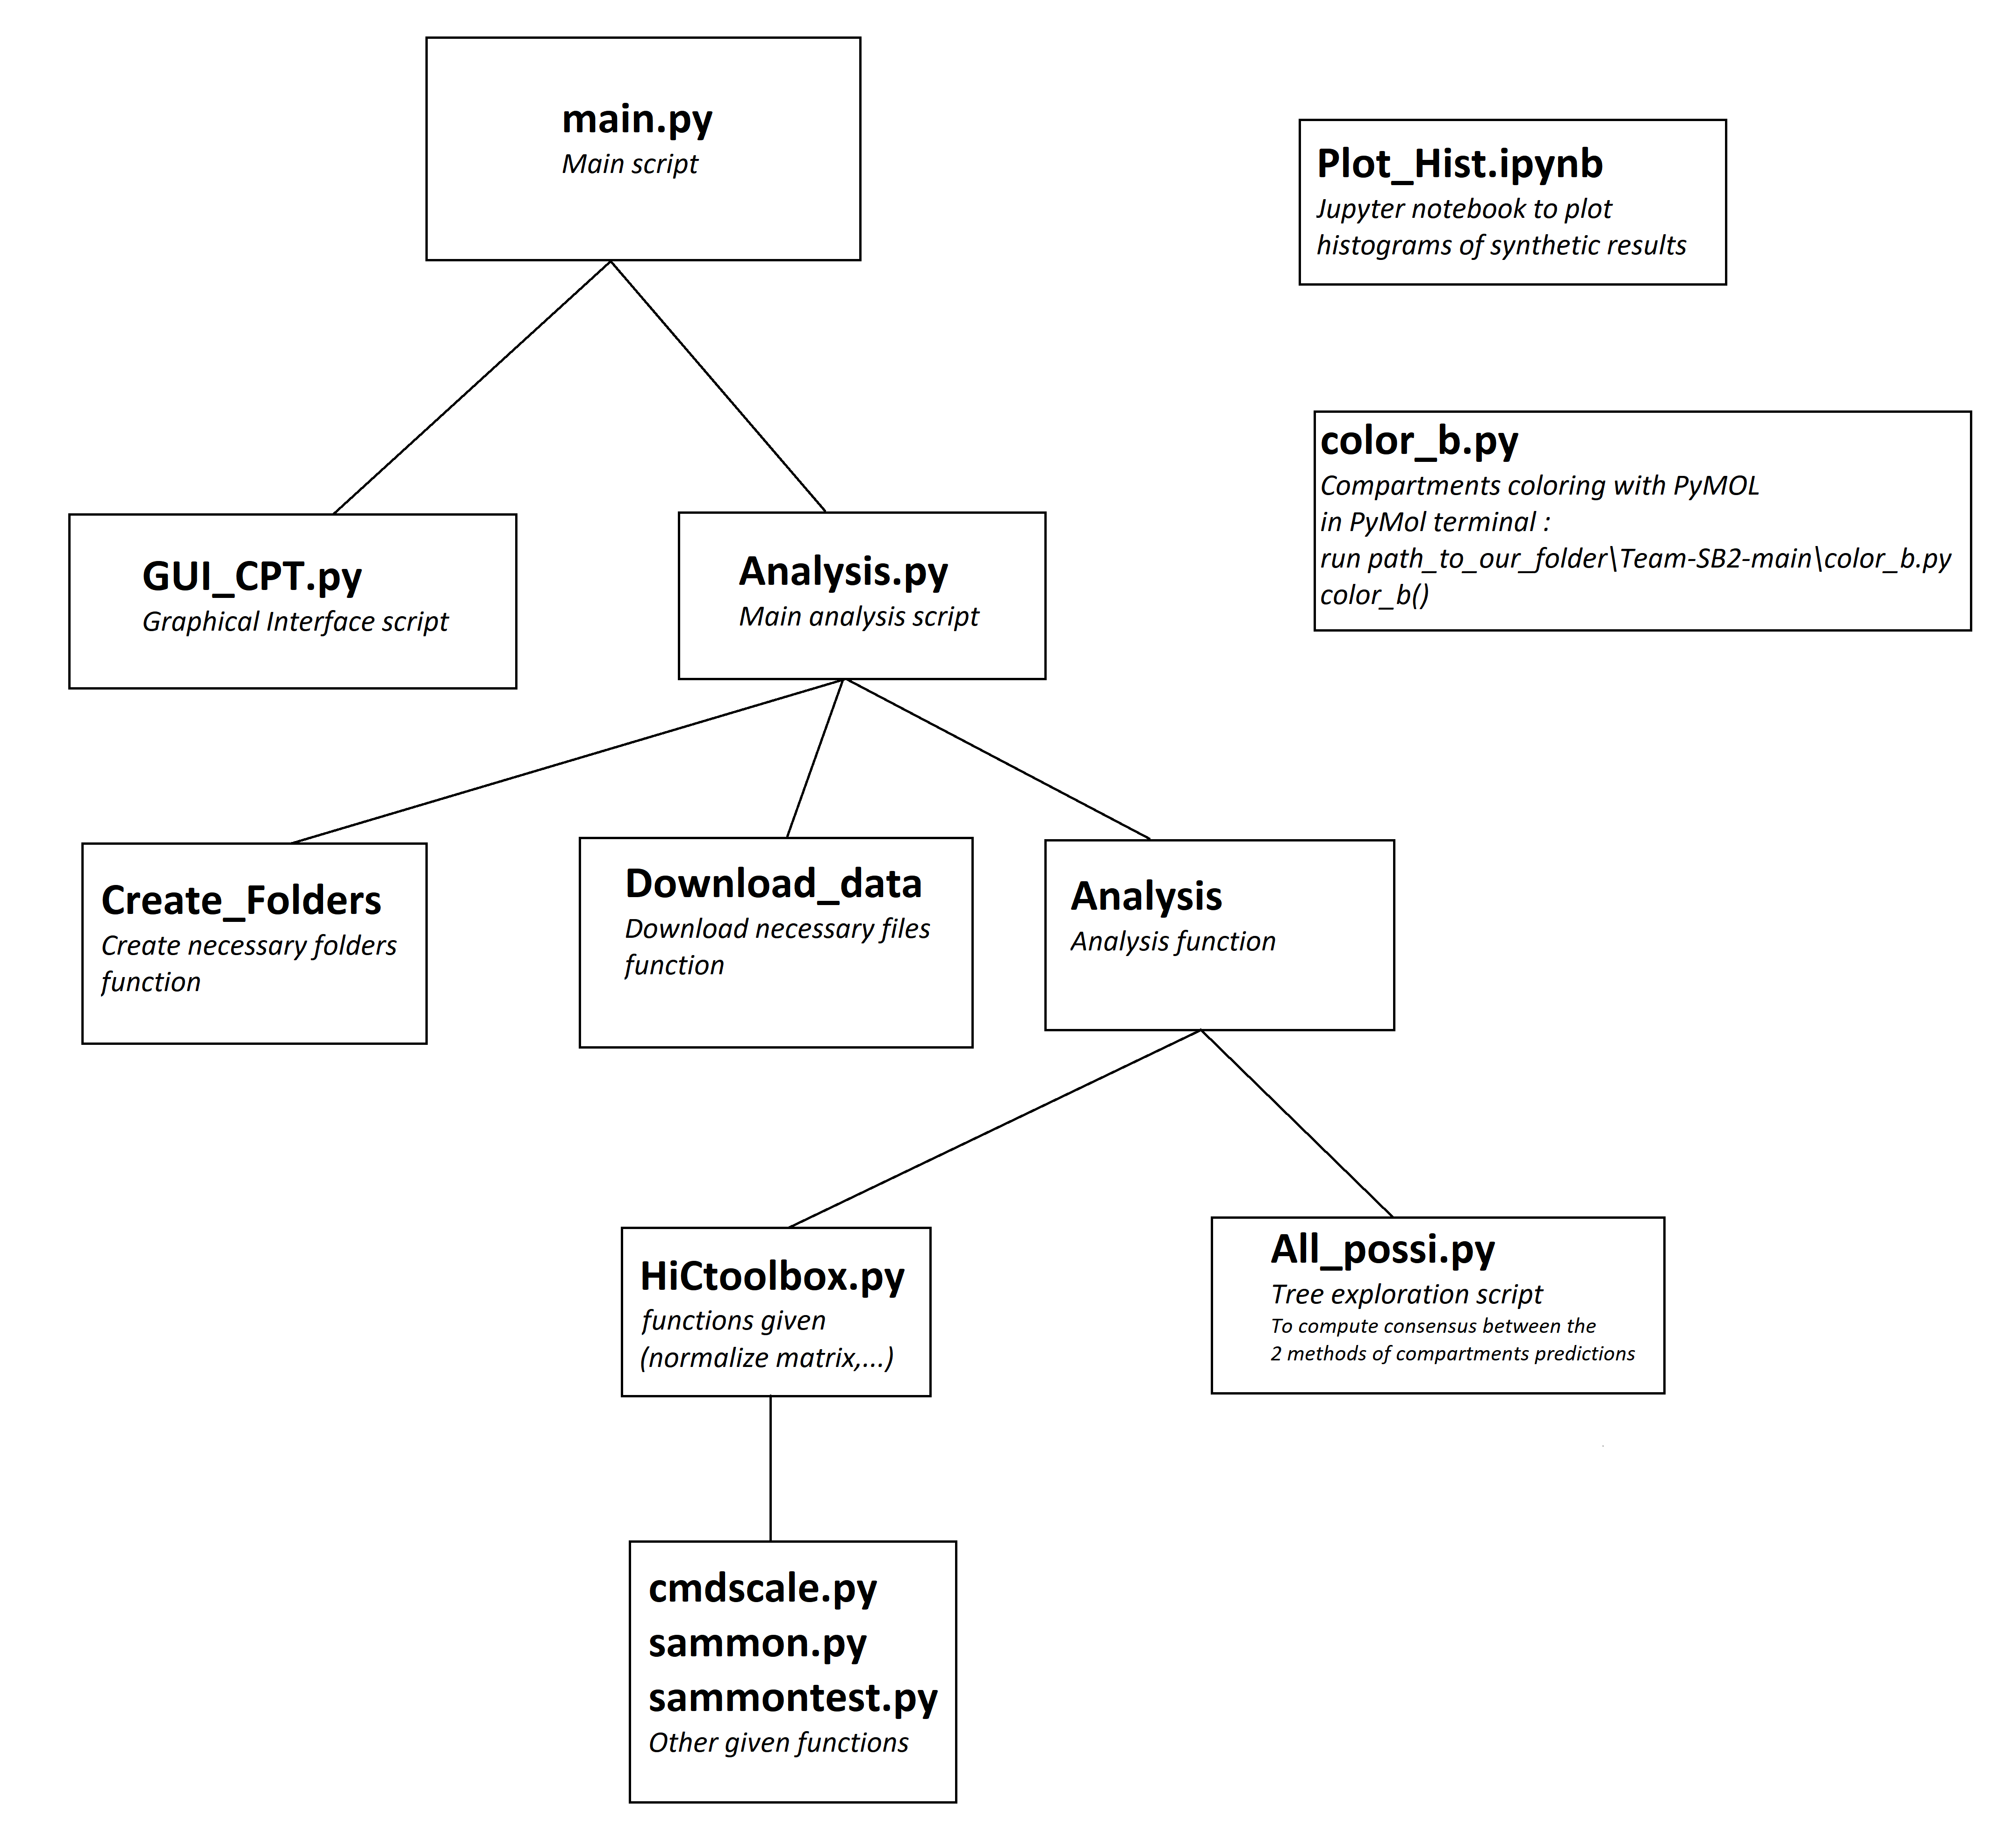 main.py
Main script
Plot_Hist.ipynb
Jupyter notebook to plot
histograms of synthetic results
color_b.py
Compartments coloring with PyMOL
in PyMol terminal :
run path_to_our_folder\Team-SB2-main\color_b.py
color_b()
GUI_CPT.py
Graphical Interface script
Analysis.py
Main analysis script
Create_Folders
Create necessary folders
function
Download_data
Download necessary files
function
Analysis
Analysis function
HiCtoolbox.py
functions given
(normalize matrix,...)
All_possi.py
Tree exploration script
To compute consensus between the
2 methods of compartments predictions
cmdscale.py
sammon.py
sammontest.py
Other given functions